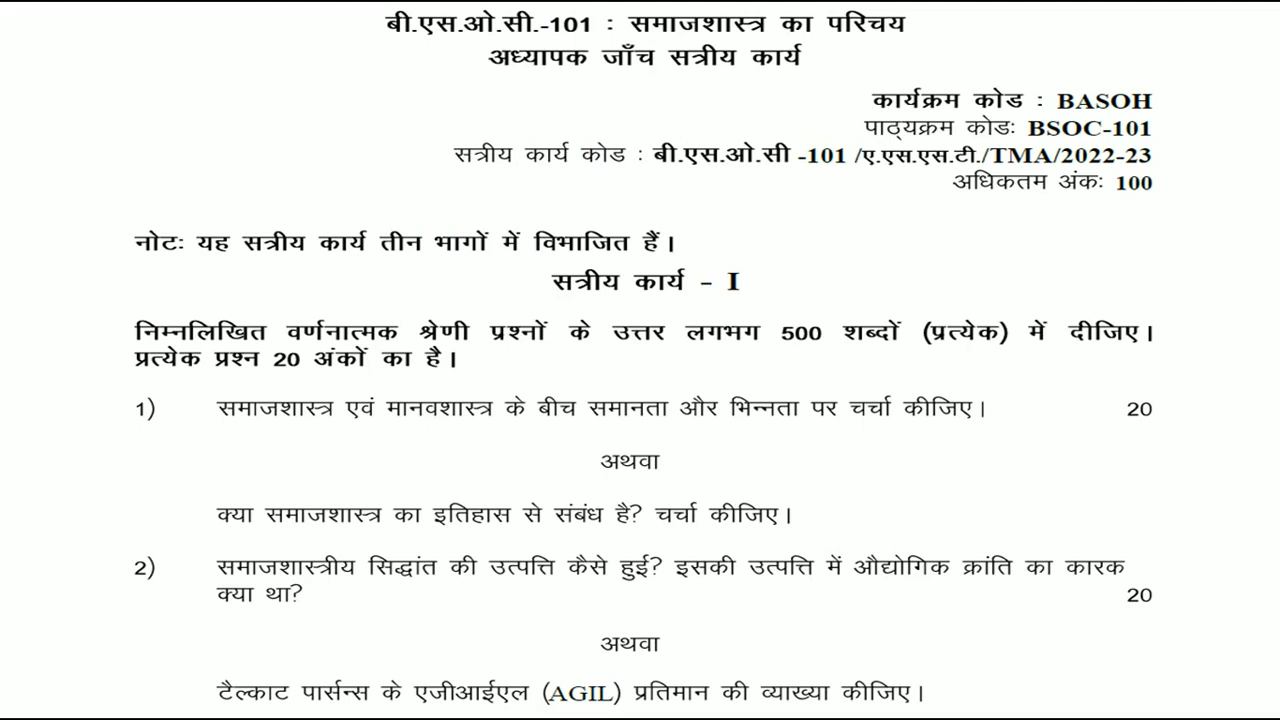 बी.एस.ओ.सी.-101 : समाजशास्त्र का परिचय
अध्यापक जाँच सत्रीय कार्य
कार्यक्रम कोड : BASOH
पाठ्यक्रम कोडः BSOC-101
सत्रीय कार्य कोड : बी.एस.ओ.सी -101 /ए.एस.एस.टी./TMA/2022-23
अधिकतम अंकः 100
नोटः यह सत्रीय कार्य तीन भागों में विभाजित हैं।
सत्रीय कार्य - I
निम्नलिखित वर्णनात्मक श्रेणी प्रश्नों के उत्तर लगभग 500 शब्दों (प्रत्येक) में दीजिए।
प्रत्येक प्रश्न 20 अंकों का है।
1) समाजशास्त्र एवं मानवशास्त्र के बीच समानता और भिन्नता पर चर्चा कीजिए। 20
अथवा
क्या समाजशास्त्र का इतिहास से संबंध है? चर्चा कीजिए।
2) समाजशास्त्रीय सिद्धांत की उत्पत्ति कैसे हुई? इसकी उत्पत्ति में औद्योगिक क्रांति का कारक
क्या था? 20
अथवा
टैल्काट पार्सन्स के एजीआईएल (AGIL) प्रतिमान की व्याख्या कीजिए।